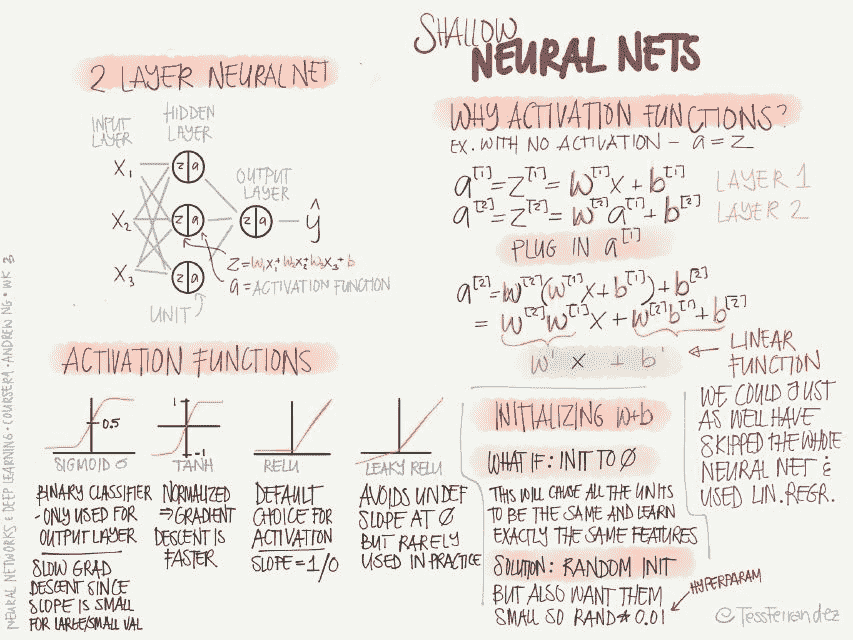 SHALLOW
NEURAL NETS
2 LAYER NEURAL NET
INPUT
LAYER
HIDDEN
LAYER
OUTPUT
LAYER
X₁
X₂
X₃
z a
z a
z a
z a
ŷ
Z=W₁X₁+W₂X₂+W₃X₃+b
a = ACTIVATION FUNCTION
UNIT
ACTIVATION FUNCTIONS
0.5
SIGMOID σ
BINARY CLASSIFIER
- ONLY USED FOR
OUTPUT LAYER
SLOW GRAD
DESCENT SINCE
SLOPE IS SMALL
FOR LARGE/SMALL VAL
1
-1
TANH
NORMALIZED
⇒ GRADIENT
DESCENT IS
FASTER
RELU
DEFAULT
CHOICE FOR
ACTIVATION
SLOPE = 1/0
LEAKY RELU
AVOIDS UNDEF
SLOPE AT Ø
BUT RARELY
USED IN PRACTICE
WHY ACTIVATION FUNCTIONS?
EX. WITH NO ACTIVATION - a = Z
a^[1] = Z^[1] = W^[1]X + b^[1] LAYER 1
a^[2] = Z^[2] = W^[2]a^[1] + b^[2] LAYER 2
PLUG IN a^[1]
a^[2] = W^[2](W^[1]X + b^[1]) + b^[2]
= W^[2]W^[1]X + W^[2]b^[1] + b^[2]
W' X + b'
LINEAR
FUNCTION
WE COULD JUST
AS WELL HAVE
SKIPPED THE WHOLE
NEURAL NET &
USED LIN. REGR.
INITIALIZING W+b
WHAT IF: INIT TO Ø
THIS WILL CAUSE ALL THE UNITS
TO BE THE SAME AND LEARN
EXACTLY THE SAME FEATURES
SOLUTION: RANDOM INIT
BUT ALSO WANT THEM
SMALL SO RAND * 0.01
HYPERPARAM
@TessFerrandez
NEURAL NETWORKS & DEEP LEARNING • COURSERA • ANDREW NG • WK 3